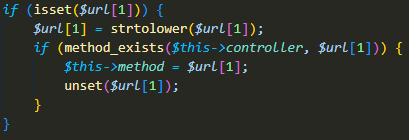 if (isset($url[1])) {
$url[1] = strtolower($url[1]);
if (method_exists($this->controller, $url[1])) {
$this->method = $url[1];
unset($url[1]);
}
}